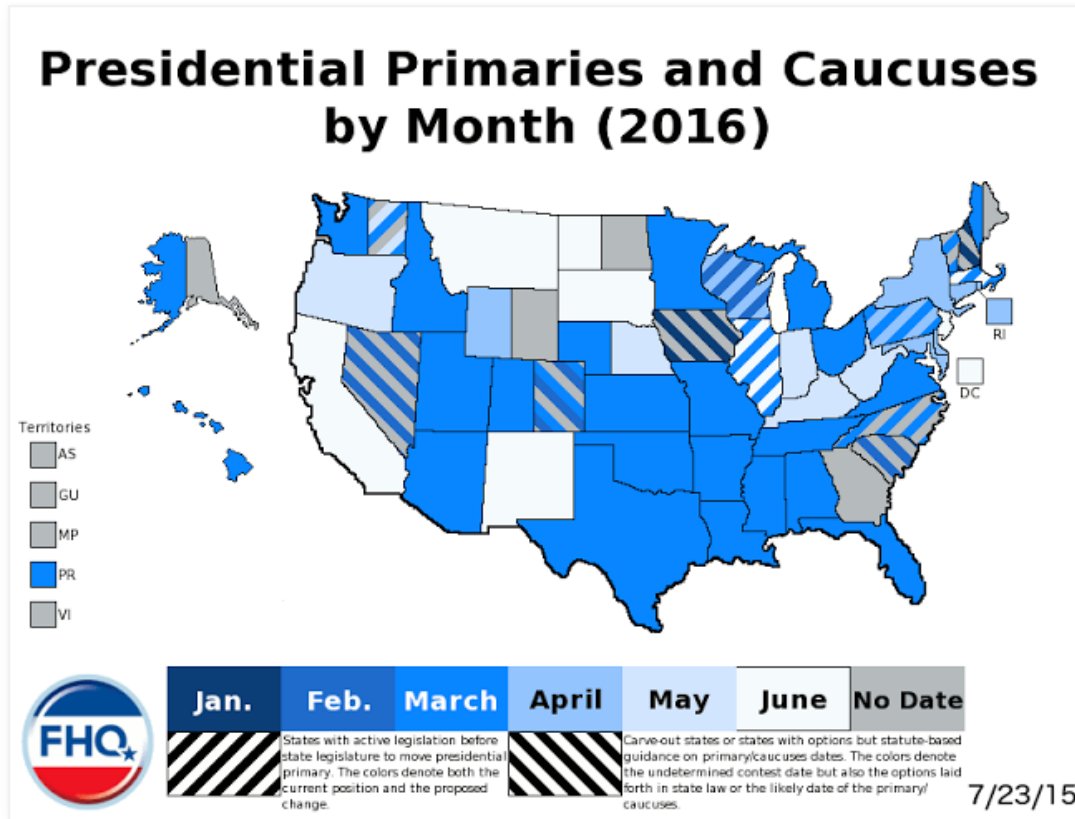 Presidential Primaries and Caucuses
by Month (2016)
RI
DC
Territories
AS
GU
MP
PR
VI
FHQ
Jan.
Feb.
March
April
May
June
No Date
States with active legislation before
state legislature to move presidential
primary. The colors denote both the
current position and the proposed
change.
Carve-out states or states with options but statute-based
guidance on primary/caucuses dates. The colors denote
the undetermined contest date but also the options laid
forth in state law or the likely date of the primary/
caucuses.
7/23/15